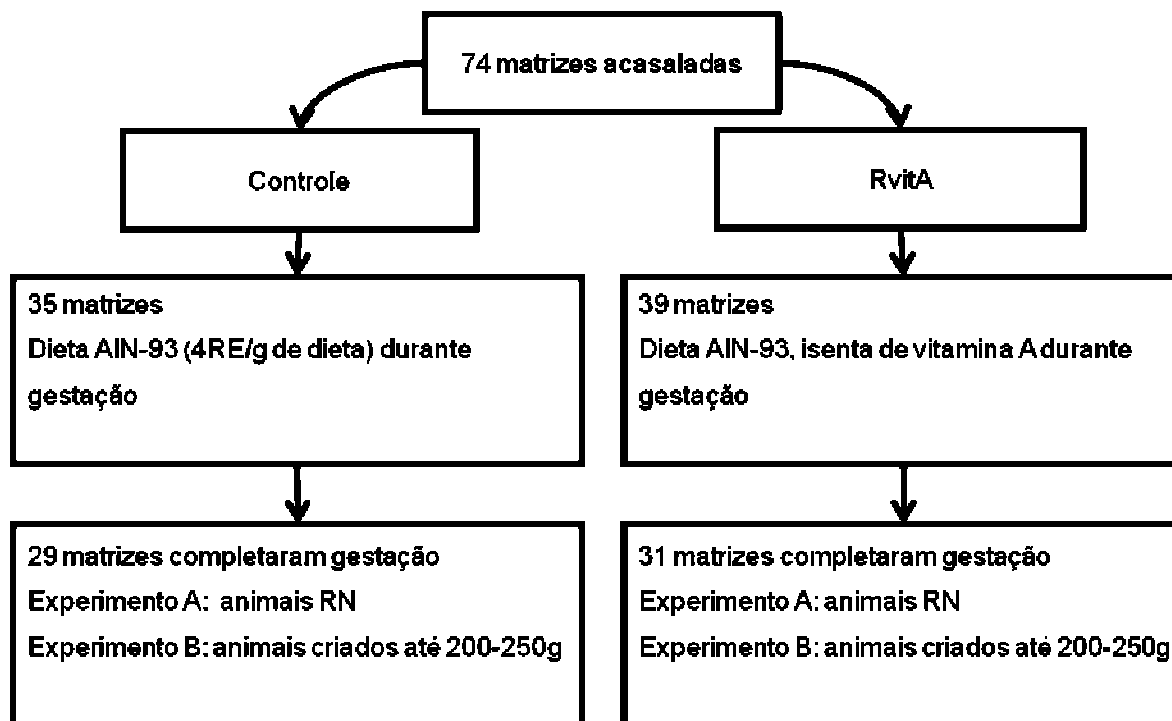 74 matrizes acasaladas
Controle
RvitA
35 matrizes
Dieta AIN-93 (4RE/g de dieta) durante
gestação
39 matrizes
Dieta AIN-93, isenta de vitamina A durante
gestação
29 matrizes completaram gestação
Experimento A: animais RN
Experimento B: animais criados até 200-250g
31 matrizes completaram gestação
Experimento A: animais RN
Experimento B: animais criados até 200-250g